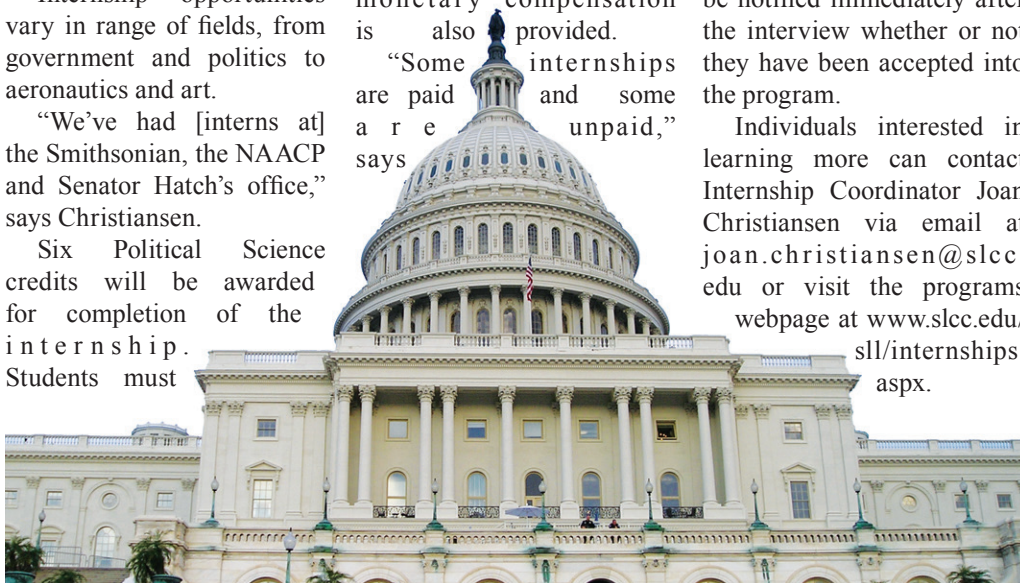 Internship opportunities
vary in range of fields, from
government and politics to
aeronautics and art.
“We’ve had [interns at]
the Smithsonian, the NAACP
and Senator Hatch’s office,”
says Christiansen.
Six Political Science
credits will be awarded
for completion of the
internship.
Students must
monetary compensation
is also provided.
“Some internships
are paid and some
are unpaid,”
says
be notified immediately after
the interview whether or not
they have been accepted into
the program.
Individuals interested in
learning more can contact
Internship Coordinator Joan
Christiansen via email at
joan.christiansen@slcc.
edu or visit the programs
webpage at www.slcc.edu/
sll/internships.
aspx.